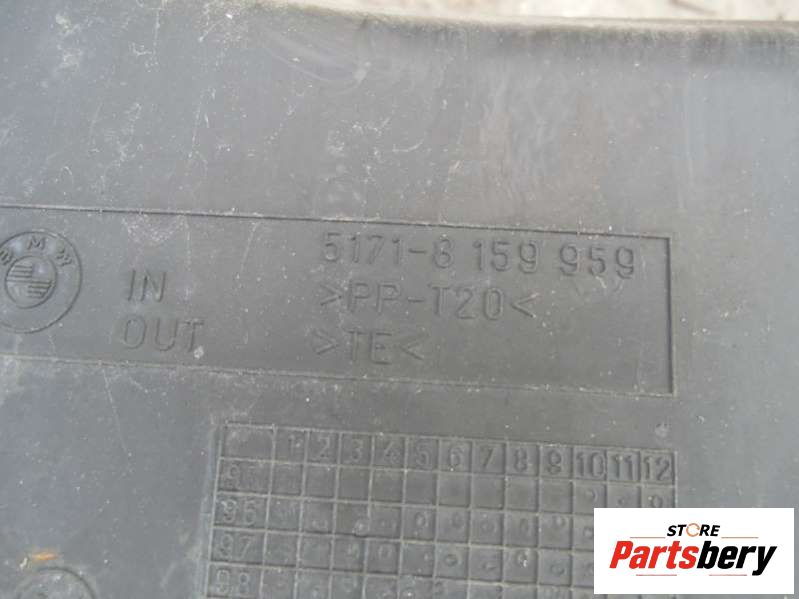 BMW
5171-8 159 959
IN >PP-T20<
OUT >TE<
1 2 3 4 5 6 7 8 9 10 11 12
96
97
98
STORE
Partsbery